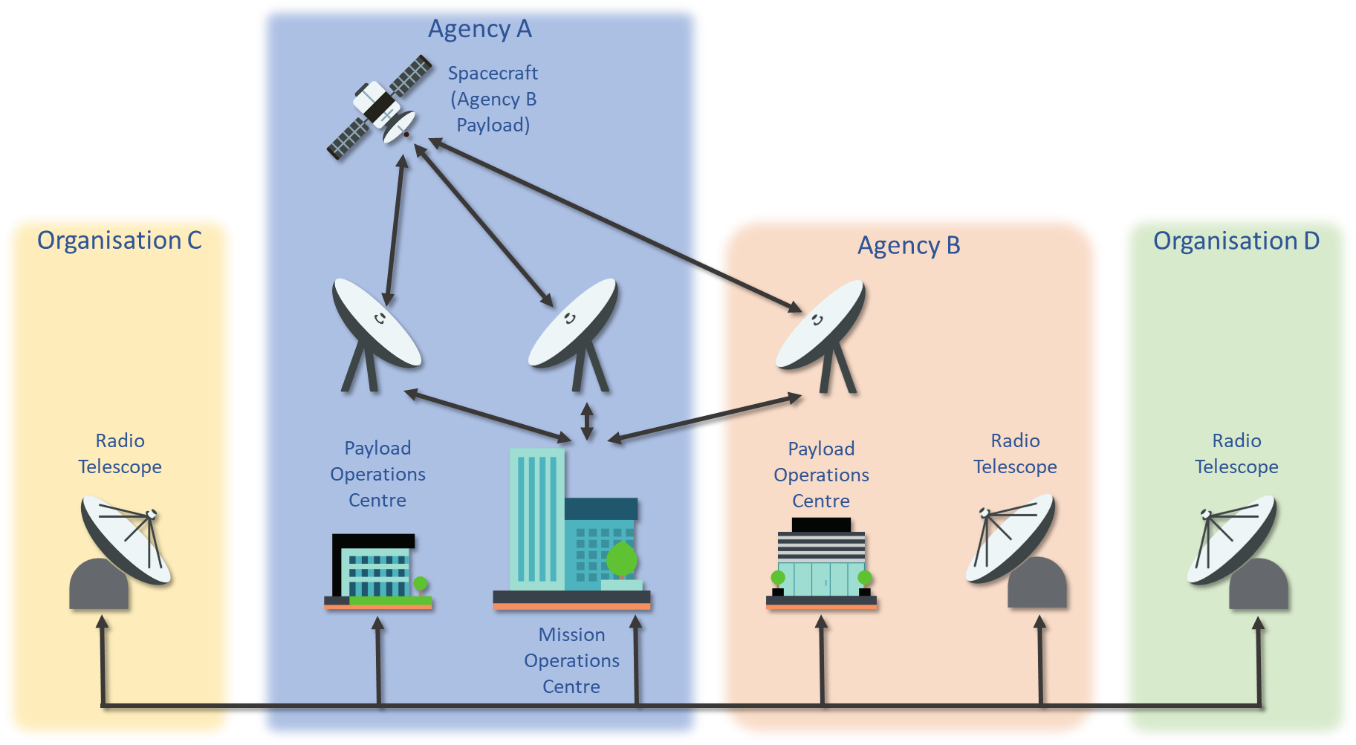 Agency A
Spacecraft
(Agency B
Payload)
Organisation C
Agency B
Organisation D
Radio
Telescope
Payload
Operations
Centre
Payload
Operations
Centre
Radio
Telescope
Radio
Telescope
Mission
Operations
Centre